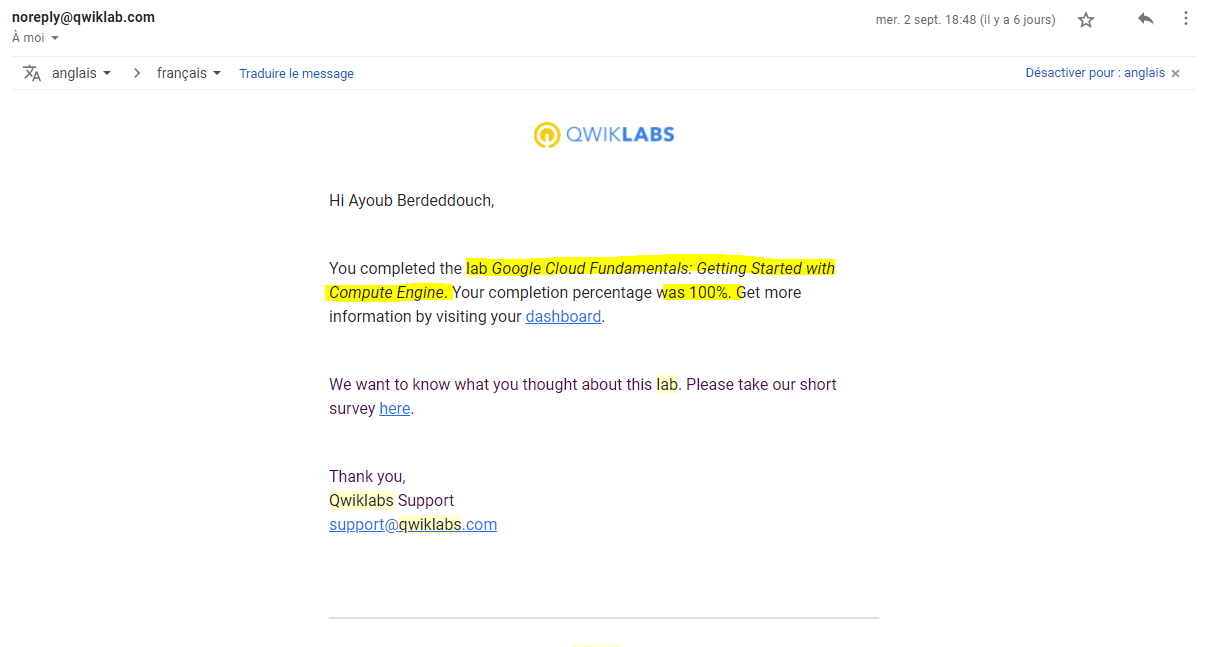 noreply@qwiklab.com
mer. 2 sept. 18:48 (il y a 6 jours)
À moi
anglais
français
Traduire le message
Désactiver pour : anglais ×
QWIKLABS
Hi Ayoub Berdeddouch,
You completed the lab Google Cloud Fundamentals: Getting Started with
Compute Engine. Your completion percentage was 100%. Get more
information by visiting your dashboard.
We want to know what you thought about this lab. Please take our short
survey here.
Thank you,
Qwiklabs Support
support@qwiklabs.com